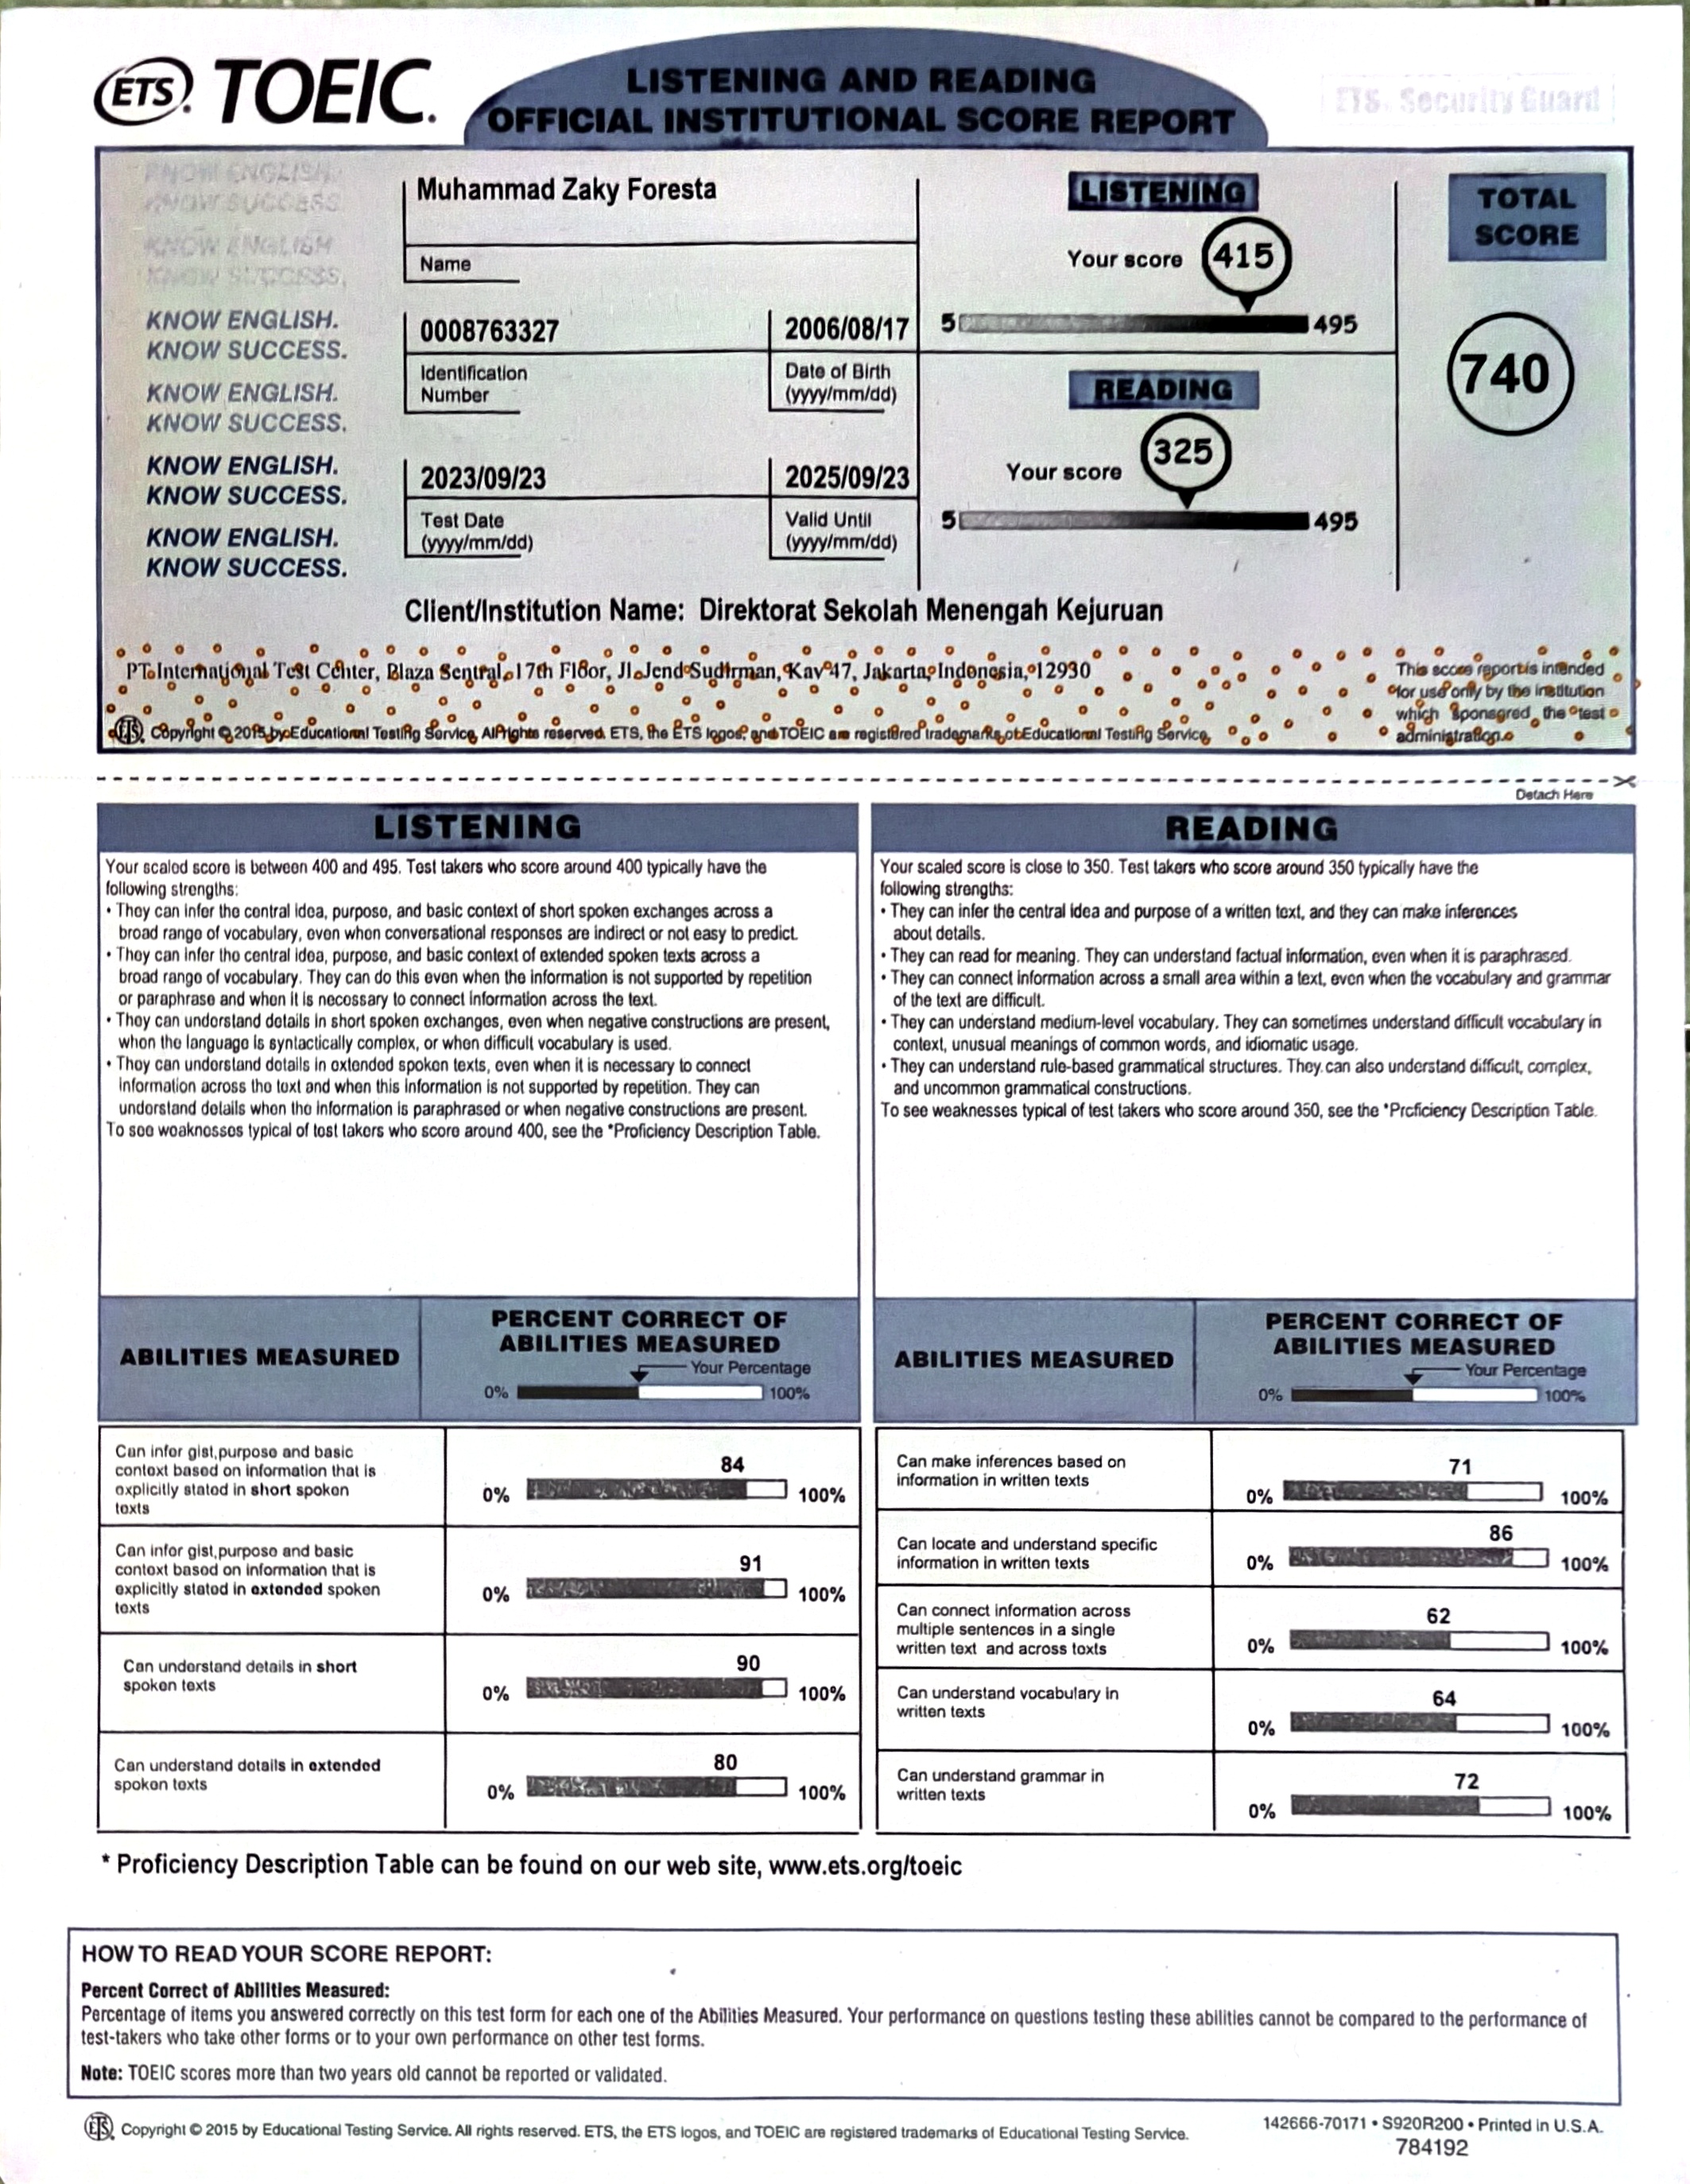 ETS. TOEIC.
LISTENING AND READING
OFFICIAL INSTITUTIONAL SCORE REPORT
ETS. Security Guard
KNOW ENGLISH.
KNOW SUCCESS.
KNOW ENGLISH.
KNOW SUCCESS.
KNOW ENGLISH.
KNOW SUCCESS.
KNOW ENGLISH.
KNOW SUCCESS.
KNOW ENGLISH.
KNOW SUCCESS.
KNOW ENGLISH.
KNOW SUCCESS.
Muhammad Zaky Foresta
Name
0008763327
Identification
Number
2006/08/17
Date of Birth
(yyyy/mm/dd)
2023/09/23
Test Date
(yyyy/mm/dd)
2025/09/23
Valid Until
(yyyy/mm/dd)
LISTENING
Your score 415
5 495
READING
Your score 325
5 495
TOTAL
SCORE
740
Client/Institution Name: Direktorat Sekolah Menengah Kejuruan
PT. International Test Center, Plaza Sentral, 17th Floor, Jl. Jend Sudirman, Kav 47, Jakarta, Indonesia, 12930
This score report is intended
for use only by the institution
which sponsored the test
administration.
ETS. Copyright © 2015 by Educational Testing Service. All rights reserved. ETS, the ETS logos, and TOEIC are registered trademarks of Educational Testing Service.
Detach Here
LISTENING
Your scaled score is between 400 and 495. Test takers who score around 400 typically have the
following strengths:
• They can infer the central idea, purpose, and basic context of short spoken exchanges across a
broad range of vocabulary, even when conversational responses are indirect or not easy to predict.
• They can infer the central idea, purpose, and basic context of extended spoken texts across a
broad range of vocabulary. They can do this even when the information is not supported by repetition
or paraphrase and when it is necessary to connect information across the text.
• They can understand details in short spoken exchanges, even when negative constructions are present,
when the language is syntactically complex, or when difficult vocabulary is used.
• They can understand details in extended spoken texts, even when it is necessary to connect
information across the text and when this information is not supported by repetition. They can
understand details when the information is paraphrased or when negative constructions are present.
To see weaknesses typical of test takers who score around 400, see the *Proficiency Description Table.
READING
Your scaled score is close to 350. Test takers who score around 350 typically have the
following strengths:
• They can infer the central idea and purpose of a written text, and they can make inferences
about details.
• They can read for meaning. They can understand factual information, even when it is paraphrased.
• They can connect information across a small area within a text, even when the vocabulary and grammar
of the text are difficult.
• They can understand medium-level vocabulary. They can sometimes understand difficult vocabulary in
context, unusual meanings of common words, and idiomatic usage.
• They can understand rule-based grammatical structures. They can also understand difficult, complex,
and uncommon grammatical constructions.
To see weaknesses typical of test takers who score around 350, see the *Proficiency Description Table.
ABILITIES MEASURED
PERCENT CORRECT OF
ABILITIES MEASURED
Your Percentage
0% 100%
Can infer gist,purpose and basic
context based on information that is
explicitly stated in short spoken
texts
84
0% 100%
Can infer gist,purpose and basic
context based on information that is
explicitly stated in extended spoken
texts
91
0% 100%
Can understand details in short
spoken texts
90
0% 100%
Can understand details in extended
spoken texts
80
0% 100%
ABILITIES MEASURED
PERCENT CORRECT OF
ABILITIES MEASURED
Your Percentage
0% 100%
Can make inferences based on
information in written texts
71
0% 100%
Can locate and understand specific
information in written texts
86
0% 100%
Can connect information across
multiple sentences in a single
written text and across texts
62
0% 100%
Can understand vocabulary in
written texts
64
0% 100%
Can understand grammar in
written texts
72
0% 100%
* Proficiency Description Table can be found on our web site, www.ets.org/toeic
HOW TO READ YOUR SCORE REPORT:
Percent Correct of Abilities Measured:
Percentage of items you answered correctly on this test form for each one of the Abilities Measured. Your performance on questions testing these abilities cannot be compared to the performance of
test-takers who take other forms or to your own performance on other test forms.
Note: TOEIC scores more than two years old cannot be reported or validated.
ETS. Copyright © 2015 by Educational Testing Service. All rights reserved. ETS, the ETS logos, and TOEIC are registered trademarks of Educational Testing Service.
142666-70171 • S920R200 • Printed in U.S.A.
784192